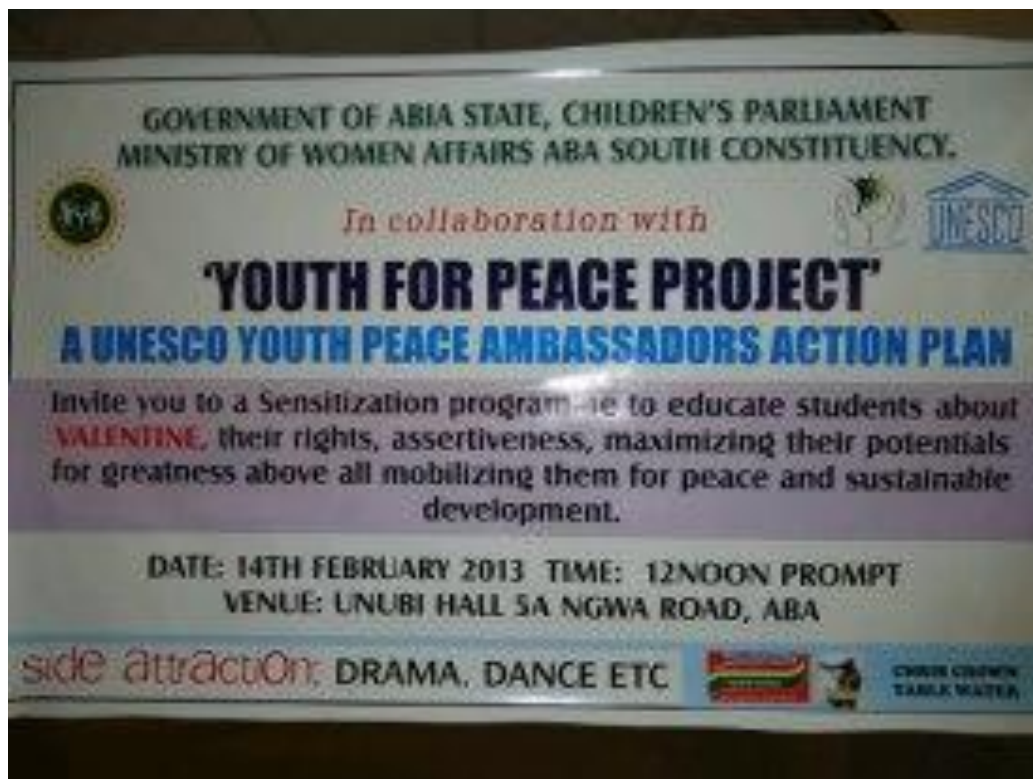 GOVERNMENT OF ABIA STATE, CHILDREN'S PARLIAMENT
MINISTRY OF WOMEN AFFAIRS ABA SOUTH CONSTITUENCY.
In collaboration with
UNESCO
'YOUTH FOR PEACE PROJECT'
A UNESCO YOUTH PEACE AMBASSADORS ACTION PLAN
Invite you to a Sensitization programme to educate students about
VALENTINE, their rights, assertiveness, maximizing their potentials
for greatness above all mobilizing them for peace and sustainable
development.
DATE: 14TH FEBRUARY 2013 TIME: 12NOON PROMPT
VENUE: UNUBI HALL 5A NGWA ROAD, ABA
side attraction: DRAMA. DANCE ETC
CROWN
TABLE WATER